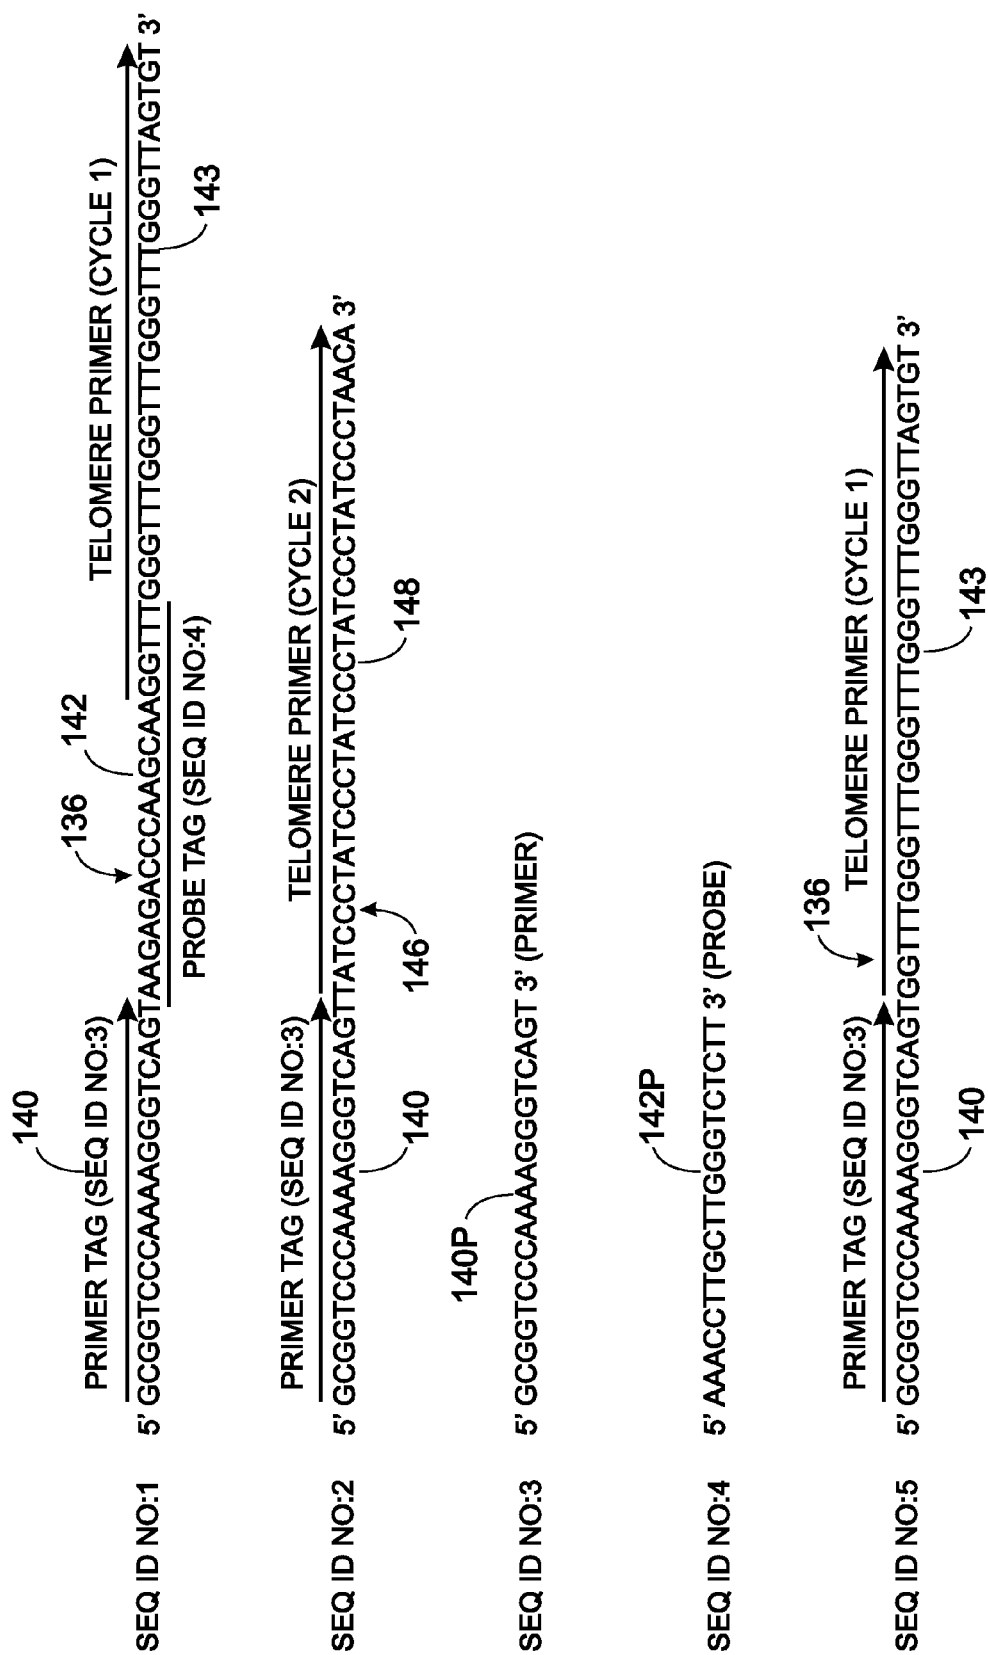 140
PRIMER TAG (SEQ ID NO:3)
136
142
TELOMERE PRIMER (CYCLE 1)
SEQ ID NO:1 5' GCGGTCCCAAAAGGGTCAGTAAGAGACCCAAGCAAGGTTTGGGTTTGGGTTTGGGTTTGGGTTAGTGT 3'
PROBE TAG (SEQ ID NO:4)
143
PRIMER TAG (SEQ ID NO:3)
TELOMERE PRIMER (CYCLE 2)
SEQ ID NO:2 5' GCGGTCCCAAAAGGGTCAGTTATCCCTATCCCTATCCCTATCCCTATCCCTAACA 3'
140
146
148
140P
SEQ ID NO:3 5' GCGGTCCCAAAAGGGTCAGT 3' (PRIMER)
142P
SEQ ID NO:4 5' AAACCTTGCTTGGGTCTCTT 3' (PROBE)
136
PRIMER TAG (SEQ ID NO:3)
TELOMERE PRIMER (CYCLE 1)
SEQ ID NO:5 5' GCGGTCCCAAAAGGGTCAGTGGTTTGGGTTTGGGTTTGGGTTTGGGTTAGTGT 3'
140
143